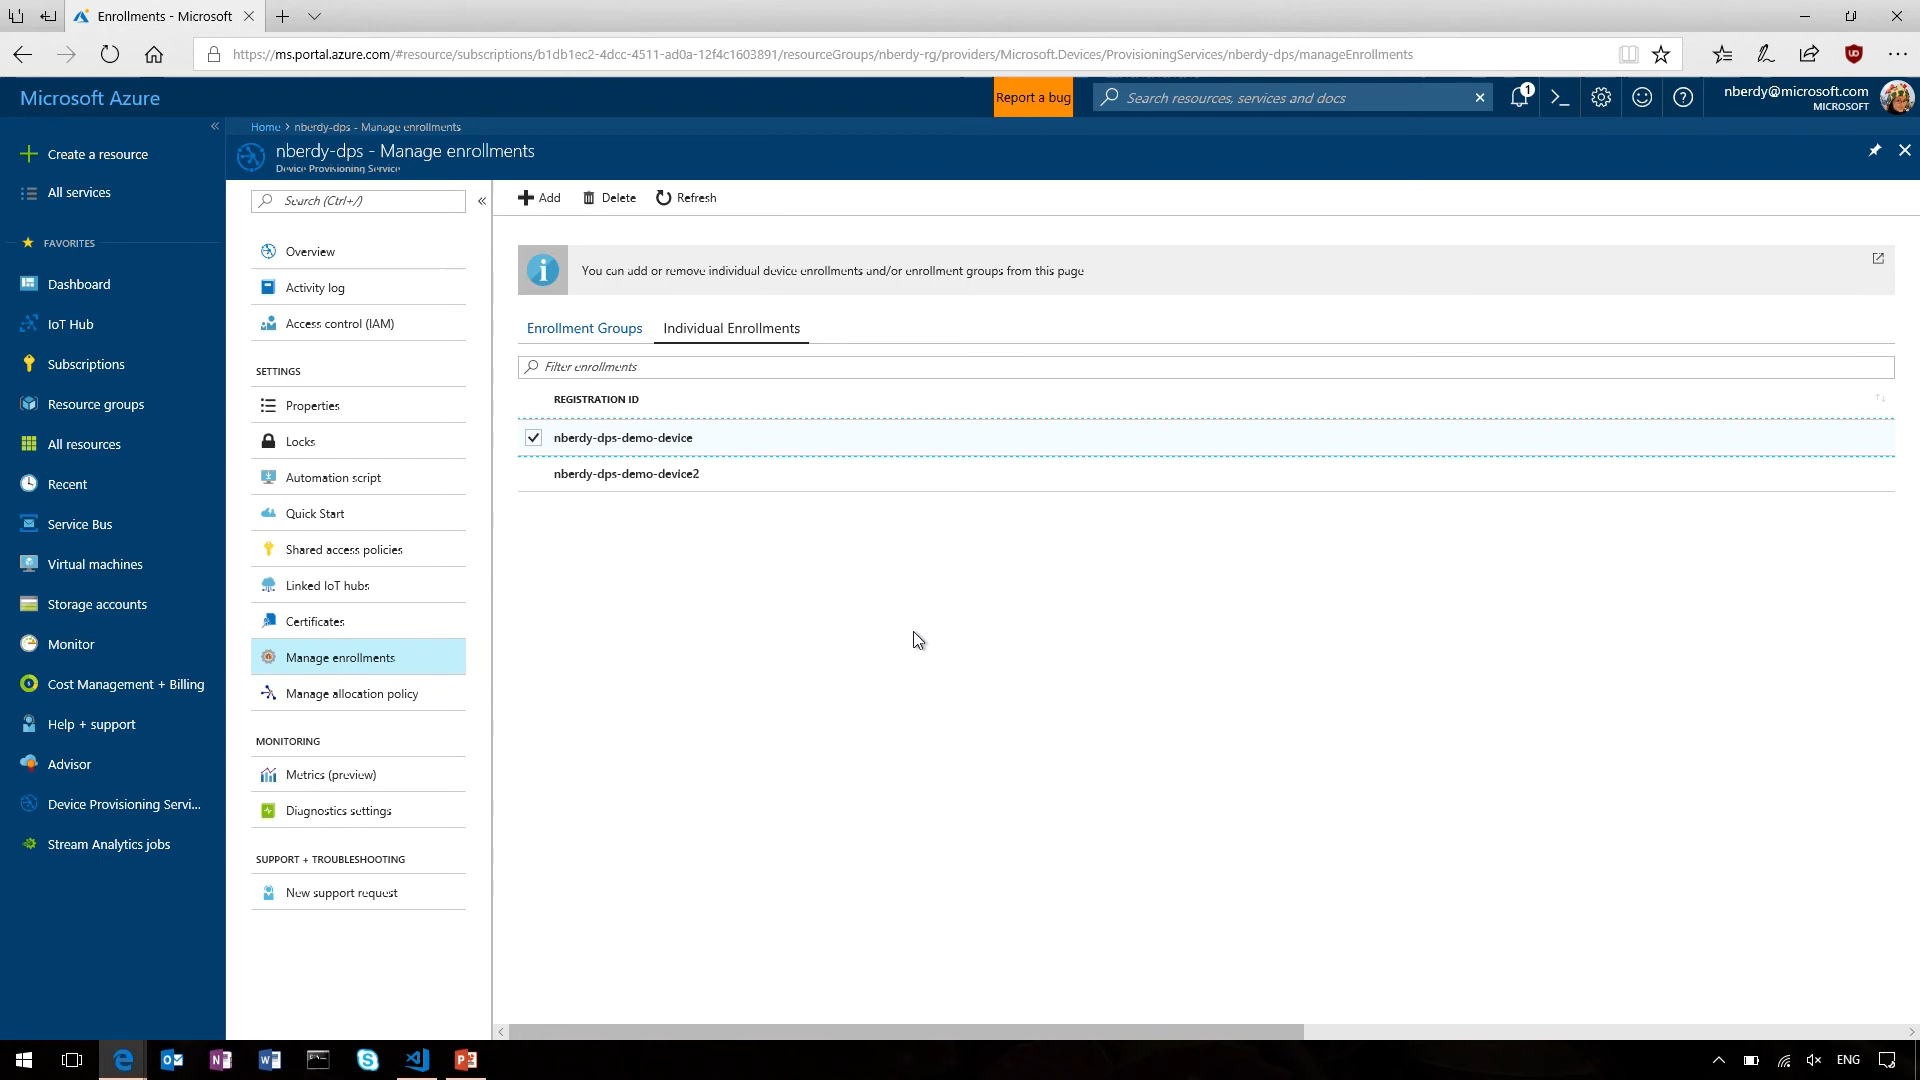 Enrollments - Microsoft
https://ms.portal.azure.com/#resource/subscriptions/b1db1ec2-4dcc-4511-ad0a-12f4c1603891/resourceGroups/nberdy-rg/providers/Microsoft.Devices/ProvisioningServices/nberdy-dps/manageEnrollments
Microsoft Azure
Report a bug
Search resources, services and docs
1
nberdy@microsoft.com
MICROSOFT
Home > nberdy-dps - Manage enrollments
nberdy-dps - Manage enrollments
Device Provisioning Service
Create a resource
All services
FAVORITES
Dashboard
IoT Hub
Subscriptions
Resource groups
All resources
Recent
Service Bus
Virtual machines
Storage accounts
Monitor
Cost Management + Billing
Help + support
Advisor
Device Provisioning Servi...
Stream Analytics jobs
Search (Ctrl+/)
Overview
Activity log
Access control (IAM)
SETTINGS
Properties
Locks
Automation script
Quick Start
Shared access policies
Linked IoT hubs
Certificates
Manage enrollments
Manage allocation policy
MONITORING
Metrics (preview)
Diagnostics settings
SUPPORT + TROUBLESHOOTING
New support request
Add Delete Refresh
You can add or remove individual device enrollments and/or enrollment groups from this page
Enrollment Groups Individual Enrollments
Filter enrollments
REGISTRATION ID
nberdy-dps-demo-device
nberdy-dps-demo-device2
ENG